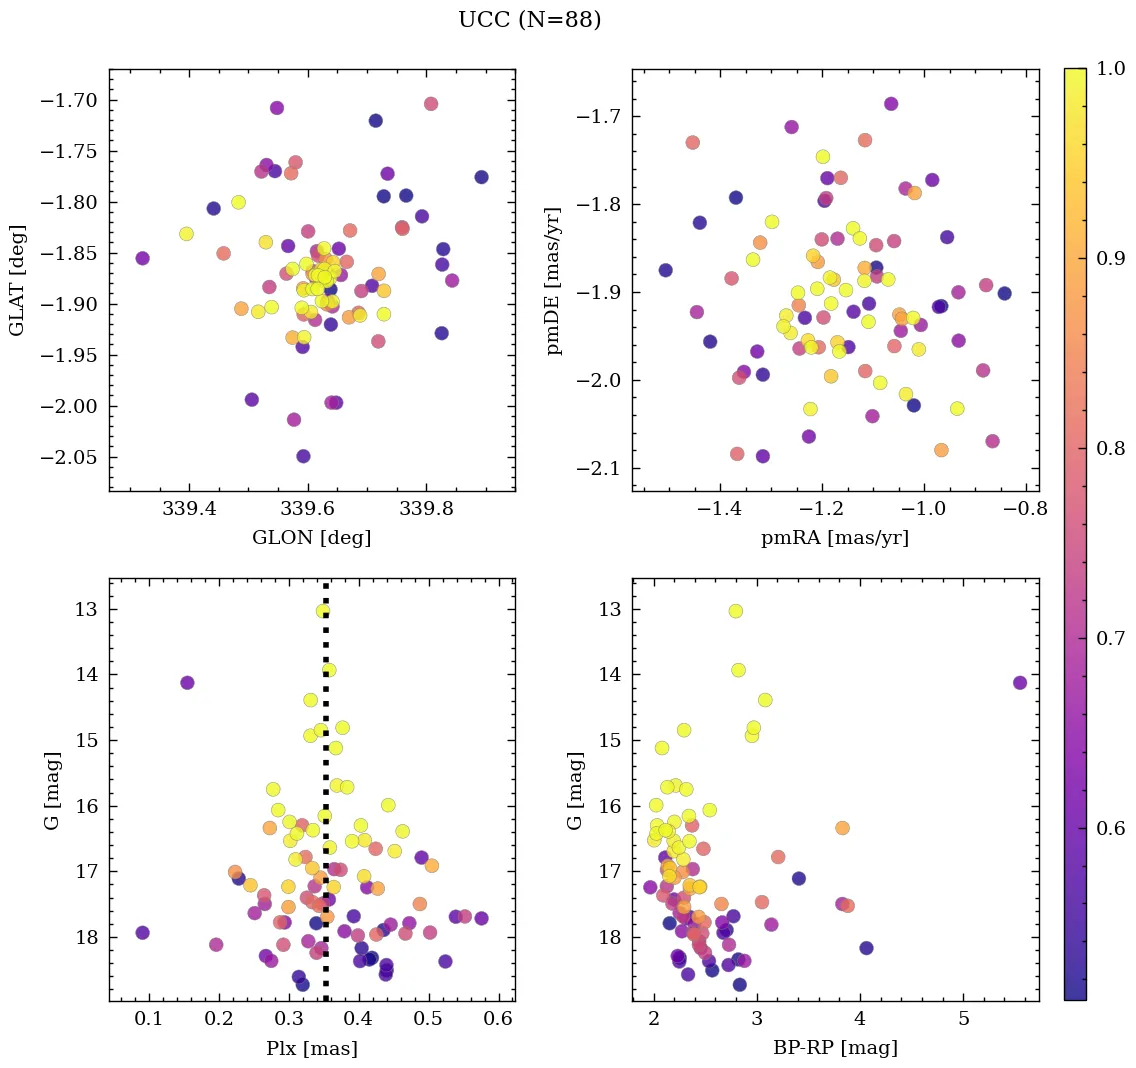 UCC (N=88)
−1.70
−1.75
−1.80
−1.85
−1.90
−1.95
−2.00
−2.05
GLAT [deg]
339.4 339.6 339.8
GLON [deg]
−1.7
−1.8
−1.9
−2.0
−2.1
pmDE [mas/yr]
−1.4 −1.2 −1.0 −0.8
pmRA [mas/yr]
13
14
15
16
17
18
G [mag]
0.1 0.2 0.3 0.4 0.5 0.6
Plx [mas]
13
14
15
16
17
18
G [mag]
2 3 4 5
BP-RP [mag]
1.0
0.9
0.8
0.7
0.6